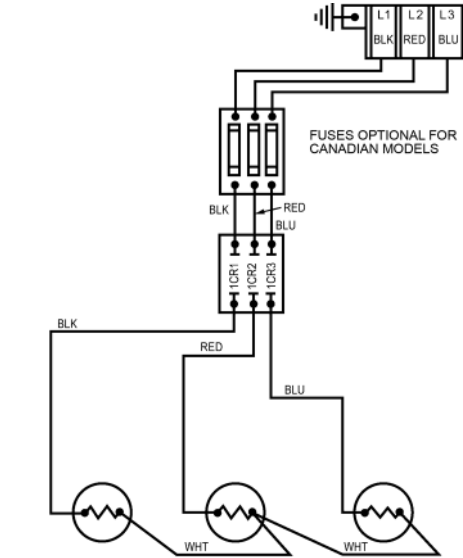 L1 L2 L3
BLK RED BLU
FUSES OPTIONAL FOR
CANADIAN MODELS
BLK
RED
BLU
1CR1 1CR2 1CR3
BLK
RED
BLU
WHT WHT